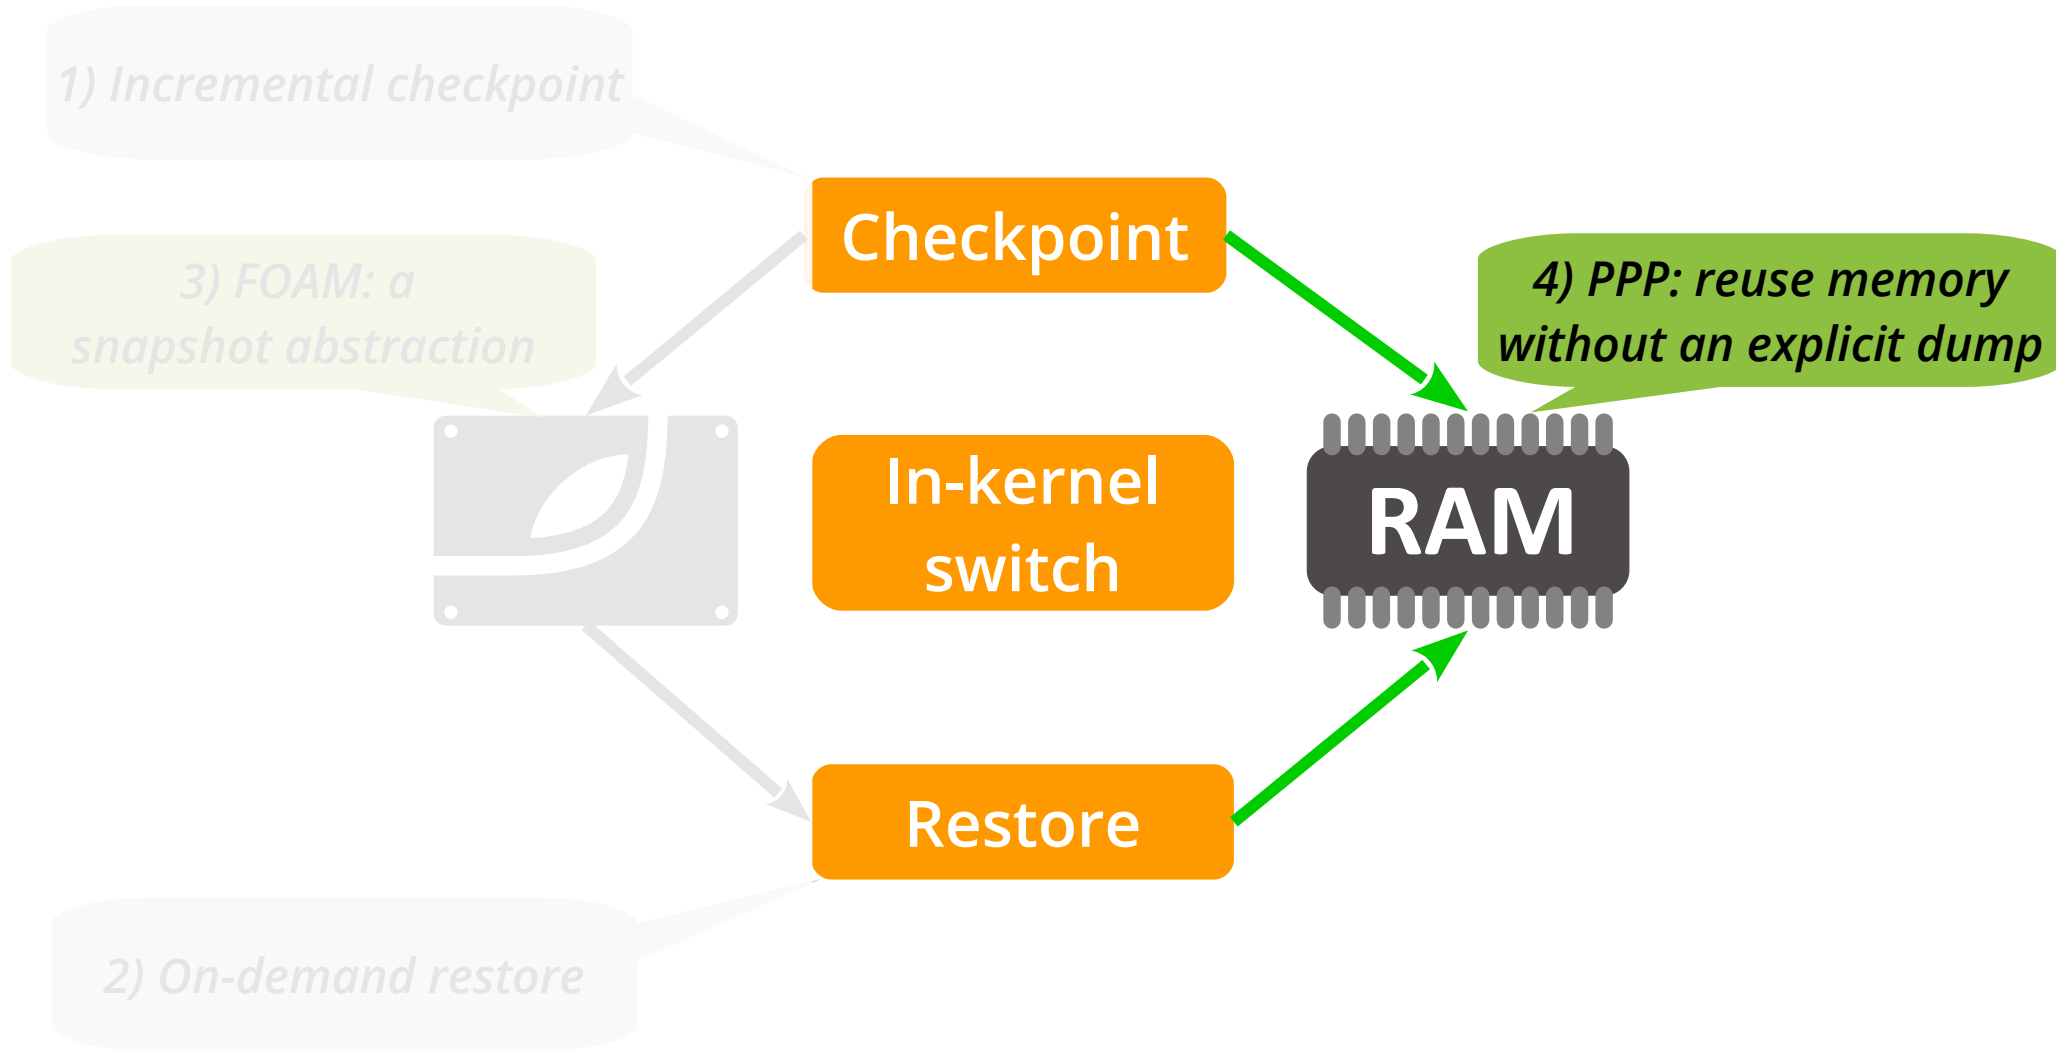 1) Incremental checkpoint
Checkpoint
3) FOAM: a
snapshot abstraction
4) PPP: reuse memory
without an explicit dump
In-kernel
switch
RAM
Restore
2) On-demand restore